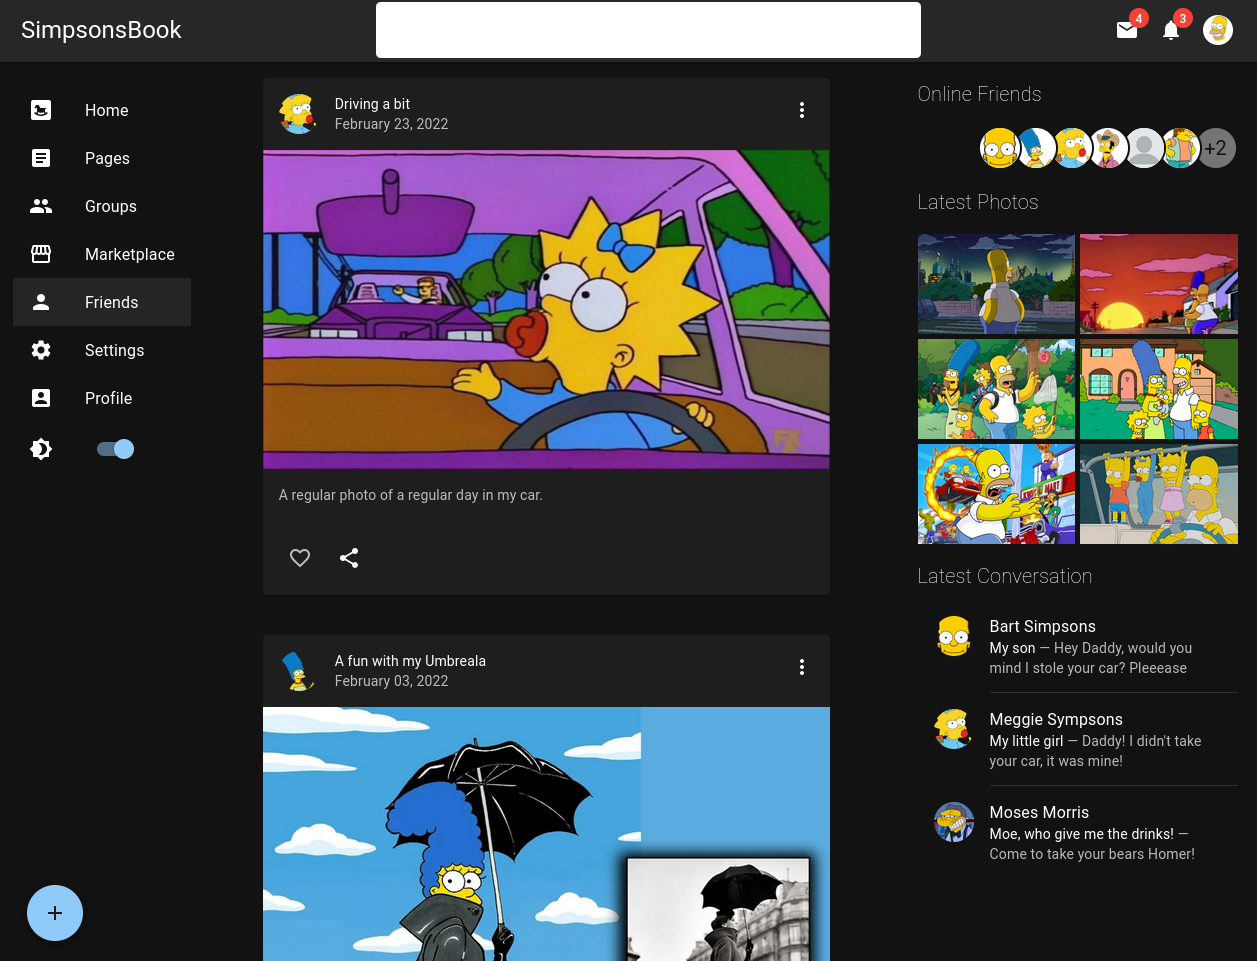 SimpsonsBook
4
3
Home
Pages
Groups
Marketplace
Friends
Settings
Profile
Driving a bit
February 23, 2022
FX
A regular photo of a regular day in my car.
A fun with my Umbreala
February 03, 2022
Online Friends
+2
Latest Photos
Latest Conversation
Bart Simpsons
My son — Hey Daddy, would you
mind I stole your car? Pleeease
Meggie Sympsons
My little girl — Daddy! I didn't take
your car, it was mine!
Moses Morris
Moe, who give me the drinks! —
Come to take your bears Homer!